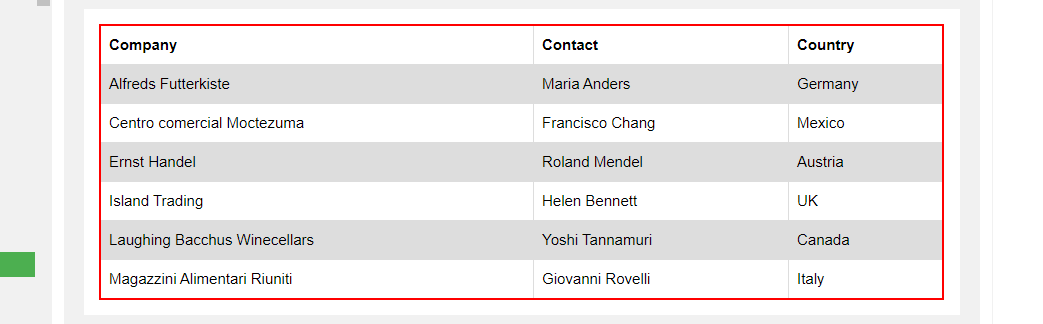 Company Contact Country
Alfreds Futterkiste Maria Anders Germany
Centro comercial Moctezuma Francisco Chang Mexico
Ernst Handel Roland Mendel Austria
Island Trading Helen Bennett UK
Laughing Bacchus Winecellars Yoshi Tannamuri Canada
Magazzini Alimentari Riuniti Giovanni Rovelli Italy